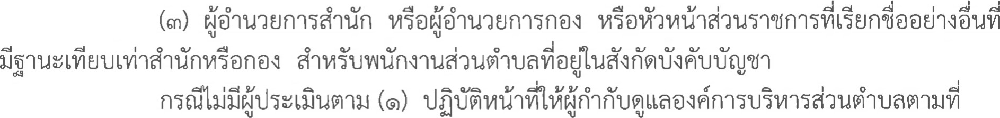 (๓) ผู้อำนวยการสำนัก หรือผู้อำนวยการกอง หรือหัวหน้าส่วนราชการที่เรียกชื่ออย่างอื่นที่
มีฐานะเทียบเท่าสำนักหรือกอง สำหรับพนักงานส่วนตำบลที่อยู่ในสังกัดบังคับบัญชา
กรณีไม่มีผู้ประเมินตาม (๑) ปฏิบัติหน้าที่ให้ผู้กำกับดูแลองค์การบริหารส่วนตำบลตามที่